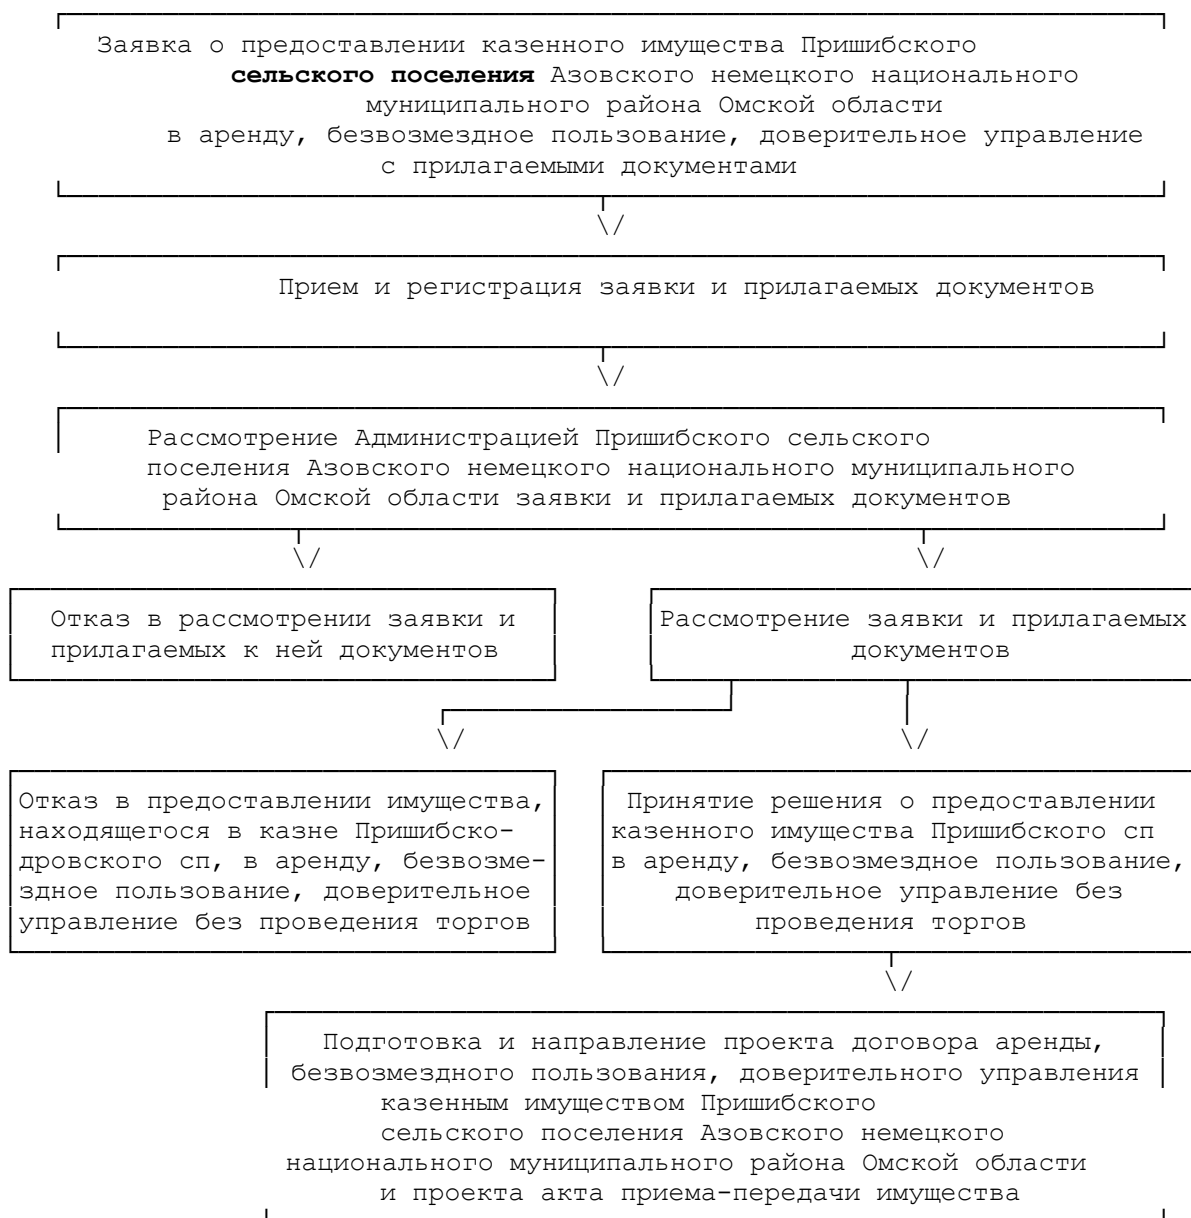 Заявка о предоставлении казенного имущества Пришибского
сельского поселения Азовского немецкого национального
муниципального района Омской области
в аренду, безвозмездное пользование, доверительное управление
с прилагаемыми документами
\/
Прием и регистрация заявки и прилагаемых документов
\/
Рассмотрение Администрацией Пришибского сельского
поселения Азовского немецкого национального муниципального
района Омской области заявки и прилагаемых документов
\/ \/
Отказ в рассмотрении заявки и
прилагаемых к ней документов
Рассмотрение заявки и прилагаемых
документов
\/ \/
Отказ в предоставлении имущества,
находящегося в казне Пришибско-
дровского сп, в аренду, безвозме-
здное пользование, доверительное
управление без проведения торгов
Принятие решения о предоставлении
казенного имущества Пришибского сп
в аренду, безвозмездное пользование,
доверительное управление без
проведения торгов
\/
Подготовка и направление проекта договора аренды,
безвозмездного пользования, доверительного управления
казенным имуществом Пришибского
сельского поселения Азовского немецкого
национального муниципального района Омской области
и проекта акта приема-передачи имущества